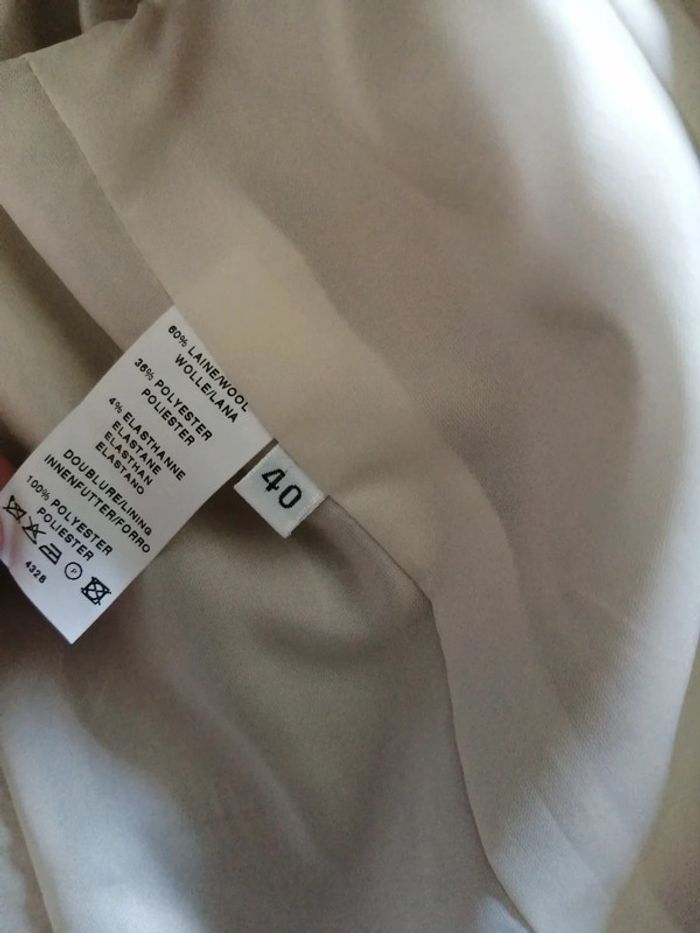 60% LAINE/WOOL
WOLLE/LANA
36% POLYESTER
POLIESTER
4% ELASTHANNE
ELASTANE
ELASTHAN
ELASTANO
DOUBLURE/LINING
INNENFUTTER/FORRO
100% POLYESTER
POLIESTER
P
4328
40